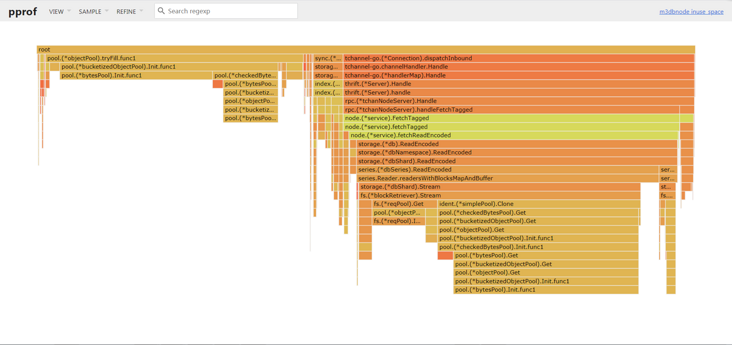 pprof VIEW SAMPLE REFINE Search regexp m3dbnode inuse_space
root
pool.(*objectPool).tryFill.func1 sync.(*... tchannel-go.(*Connection).dispatchInbound
pool.(*bucketizedObjectPool).Init.func1 storag... tchannel-go.channelHandler.Handle
pool.(*bytesPool).Init.func1 pool.(*checkedByte... storag... tchannel-go.(*handlerMap).Handle
pool.(*bytesPoo... index.(... thrift.(*Server).Handle
pool.(*bucketiz... index.(... thrift.(*Server).handle
pool.(*objectPo... rpc.(*tchanNodeServer).Handle
pool.(*bucketiz... rpc.(*tchanNodeServer).handleFetchTagged
pool.(*bytesPoo... node.(*service).FetchTagged
node.(*service).fetchTagged
node.(*service).fetchReadEncoded
storage.(*db).ReadEncoded
storage.(*dbNamespace).ReadEncoded
storage.(*dbShard).ReadEncoded
series.(*dbSeries).ReadEncoded ser...
series.Reader.readersWithBlocksMapAndBuffer ser...
storage.(*dbShard).Stream st...
fs.(*blockRetriever).Stream fs....
fs.(*reqPool).Get ident.(*simplePool).Clone
pool.(*objectP... pool.(*checkedBytesPool).Get
fs.(*reqPool).I... pool.(*bucketizedObjectPool).Get
pool.(*objectPool).Get
pool.(*bucketizedObjectPool).Init.func1
pool.(*checkedBytesPool).Init.func1
pool.(*bytesPool).Get
pool.(*bucketizedObjectPool).Get
pool.(*objectPool).Get
pool.(*bucketizedObjectPool).Init.func1
pool.(*bytesPool).Init.func1